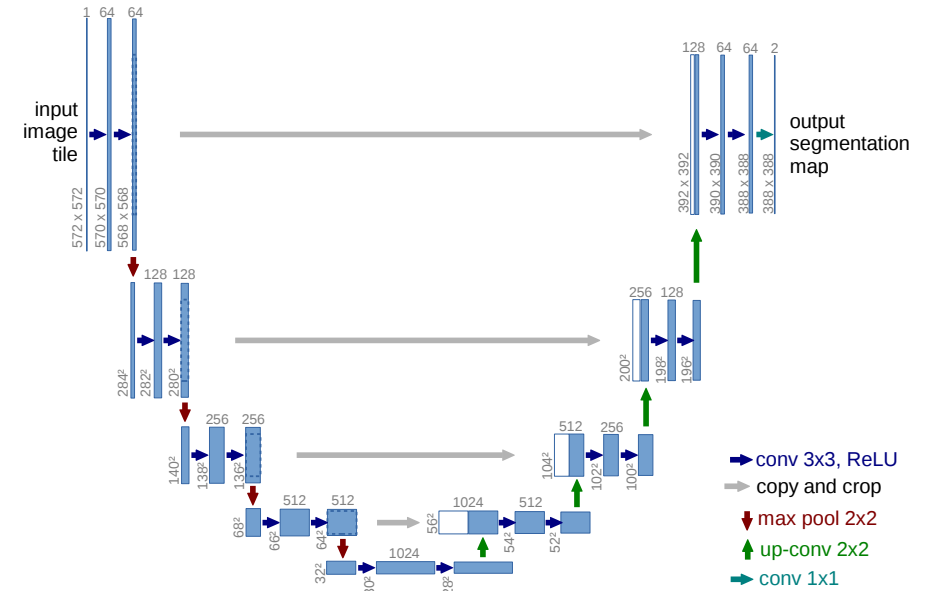 1 64 64
input
image
tile
572 x 572
570 x 570
568 x 568
128 64 64 2
392 x 392
390 x 390
388 x 388
388 x 388
output
segmentation
map
128 128
284²
282²
280²
256 128
200²
198²
196²
256 256
140²
138²
136²
512 256
104²
102²
100²
512 512
68²
66²
64²
1024 512
56²
54²
52²
1024
32²
conv 3x3, ReLU
copy and crop
max pool 2x2
up-conv 2x2
conv 1x1